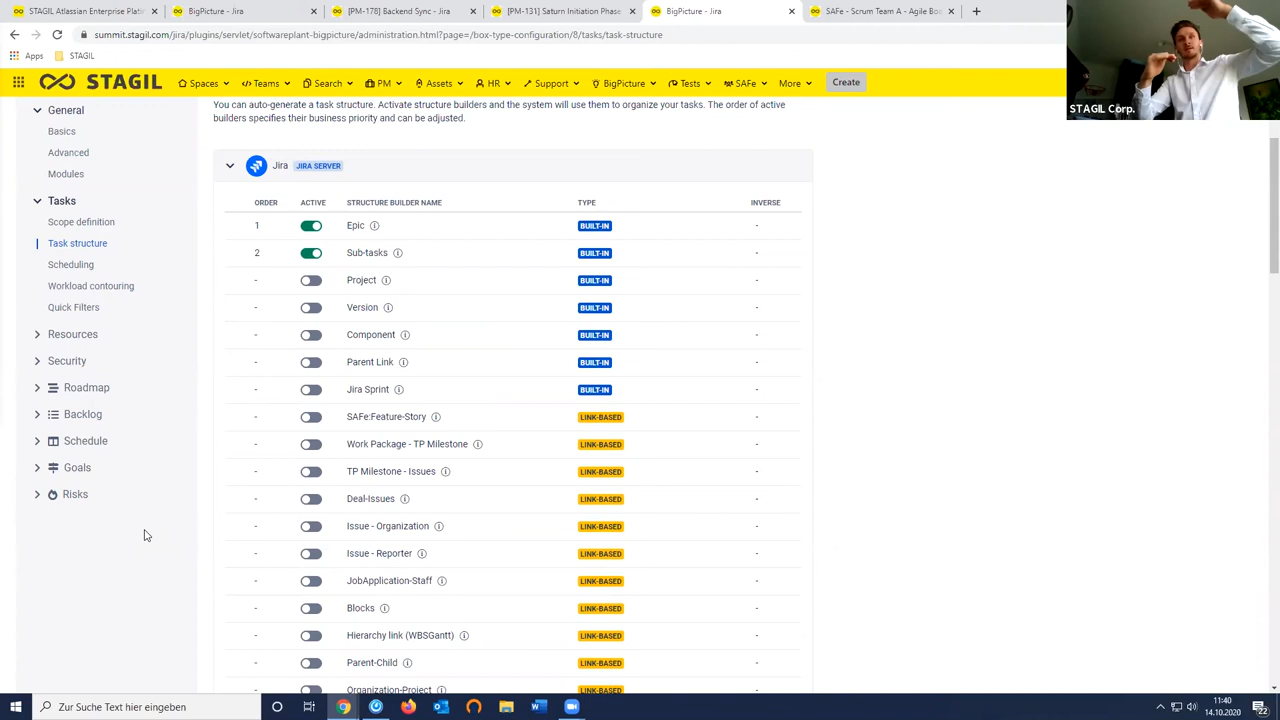 STAGIL Atlassian Enterprise Plati
BigPicture - Jira
[PM-178] Backend Sync - Jira
[PM-131] Saturn Initiation Phase
BigPicture - Jira
SAFe - Scrum Team A - Agile Boa
summit.stagil.com/jira/plugins/servlet/softwareplant-bigpicture/administration.html?page=/box-type-configur
8/tasks/task-structure
Apps
STAGIL
STAGIL
Spaces
Teams
Search
PM
Assets
HR
Support
BigPicture
Tests
SAFe
More
Create
STAGIL Corp.
General
Basics
Advanced
Modules
Tasks
Scope definition
Task structure
Scheduling
Workload contouring
Quick Filters
Resources
Security
Roadmap
Backlog
Schedule
Goals
Risks
You can auto-generate a task structure. Activate structure builders and the system will use them to organize your tasks. The order of active
builders specifies their business priority and can be adjusted.
Jira JIRA SERVER
ORDER ACTIVE STRUCTURE BUILDER NAME TYPE INVERSE
1 Epic BUILT-IN -
2 Sub-tasks BUILT-IN -
- Project BUILT-IN -
- Version BUILT-IN -
- Component BUILT-IN -
- Parent Link BUILT-IN -
- Jira Sprint BUILT-IN -
- SAFe:Feature-Story LINK-BASED -
- Work Package - TP Milestone LINK-BASED -
- TP Milestone - Issues LINK-BASED -
- Deal-Issues LINK-BASED -
- Issue - Organization LINK-BASED -
- Issue - Reporter LINK-BASED -
- JobApplication-Staff LINK-BASED -
- Blocks LINK-BASED -
- Hierarchy link (WBSGantt) LINK-BASED -
- Parent-Child LINK-BASED -
- Organization-Project LINK-BASED -
Zur Suche Text hier eingeben
11:40
14.10.2020
22